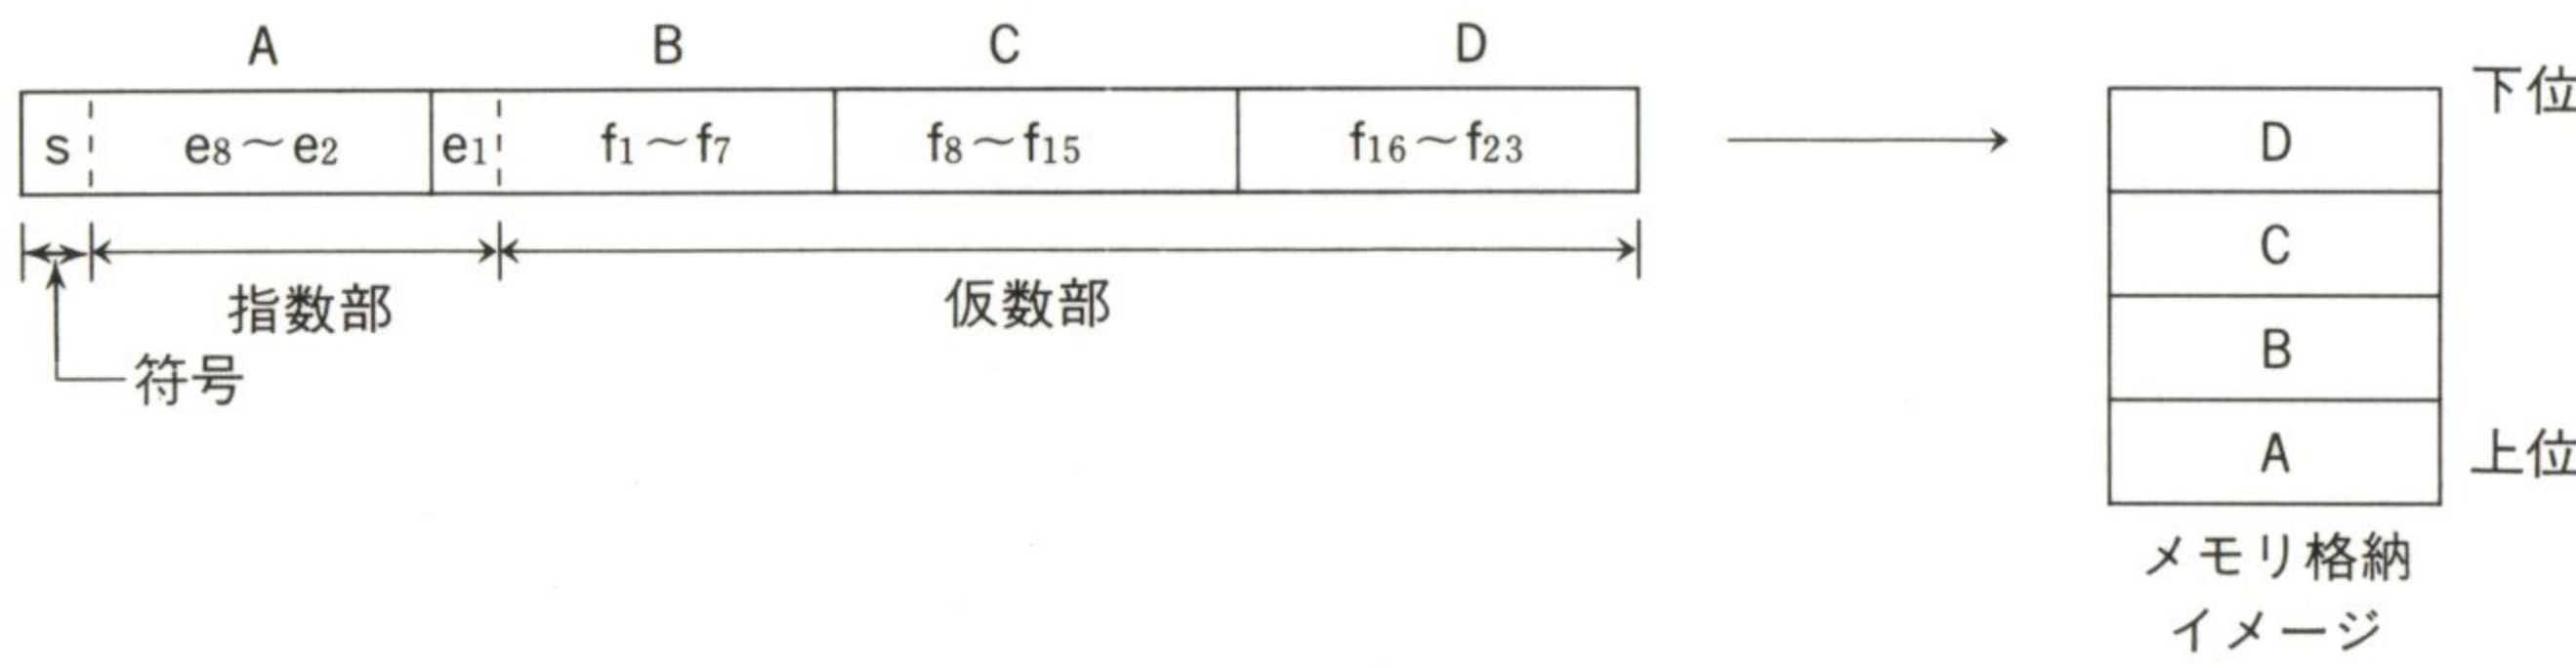 A B C D
s e8～e2 e1 f1～f7 f8～f15 f16～f23
指数部 仮数部
符号
下位
D
C
B
A 上位
メモリ格納
イメージ